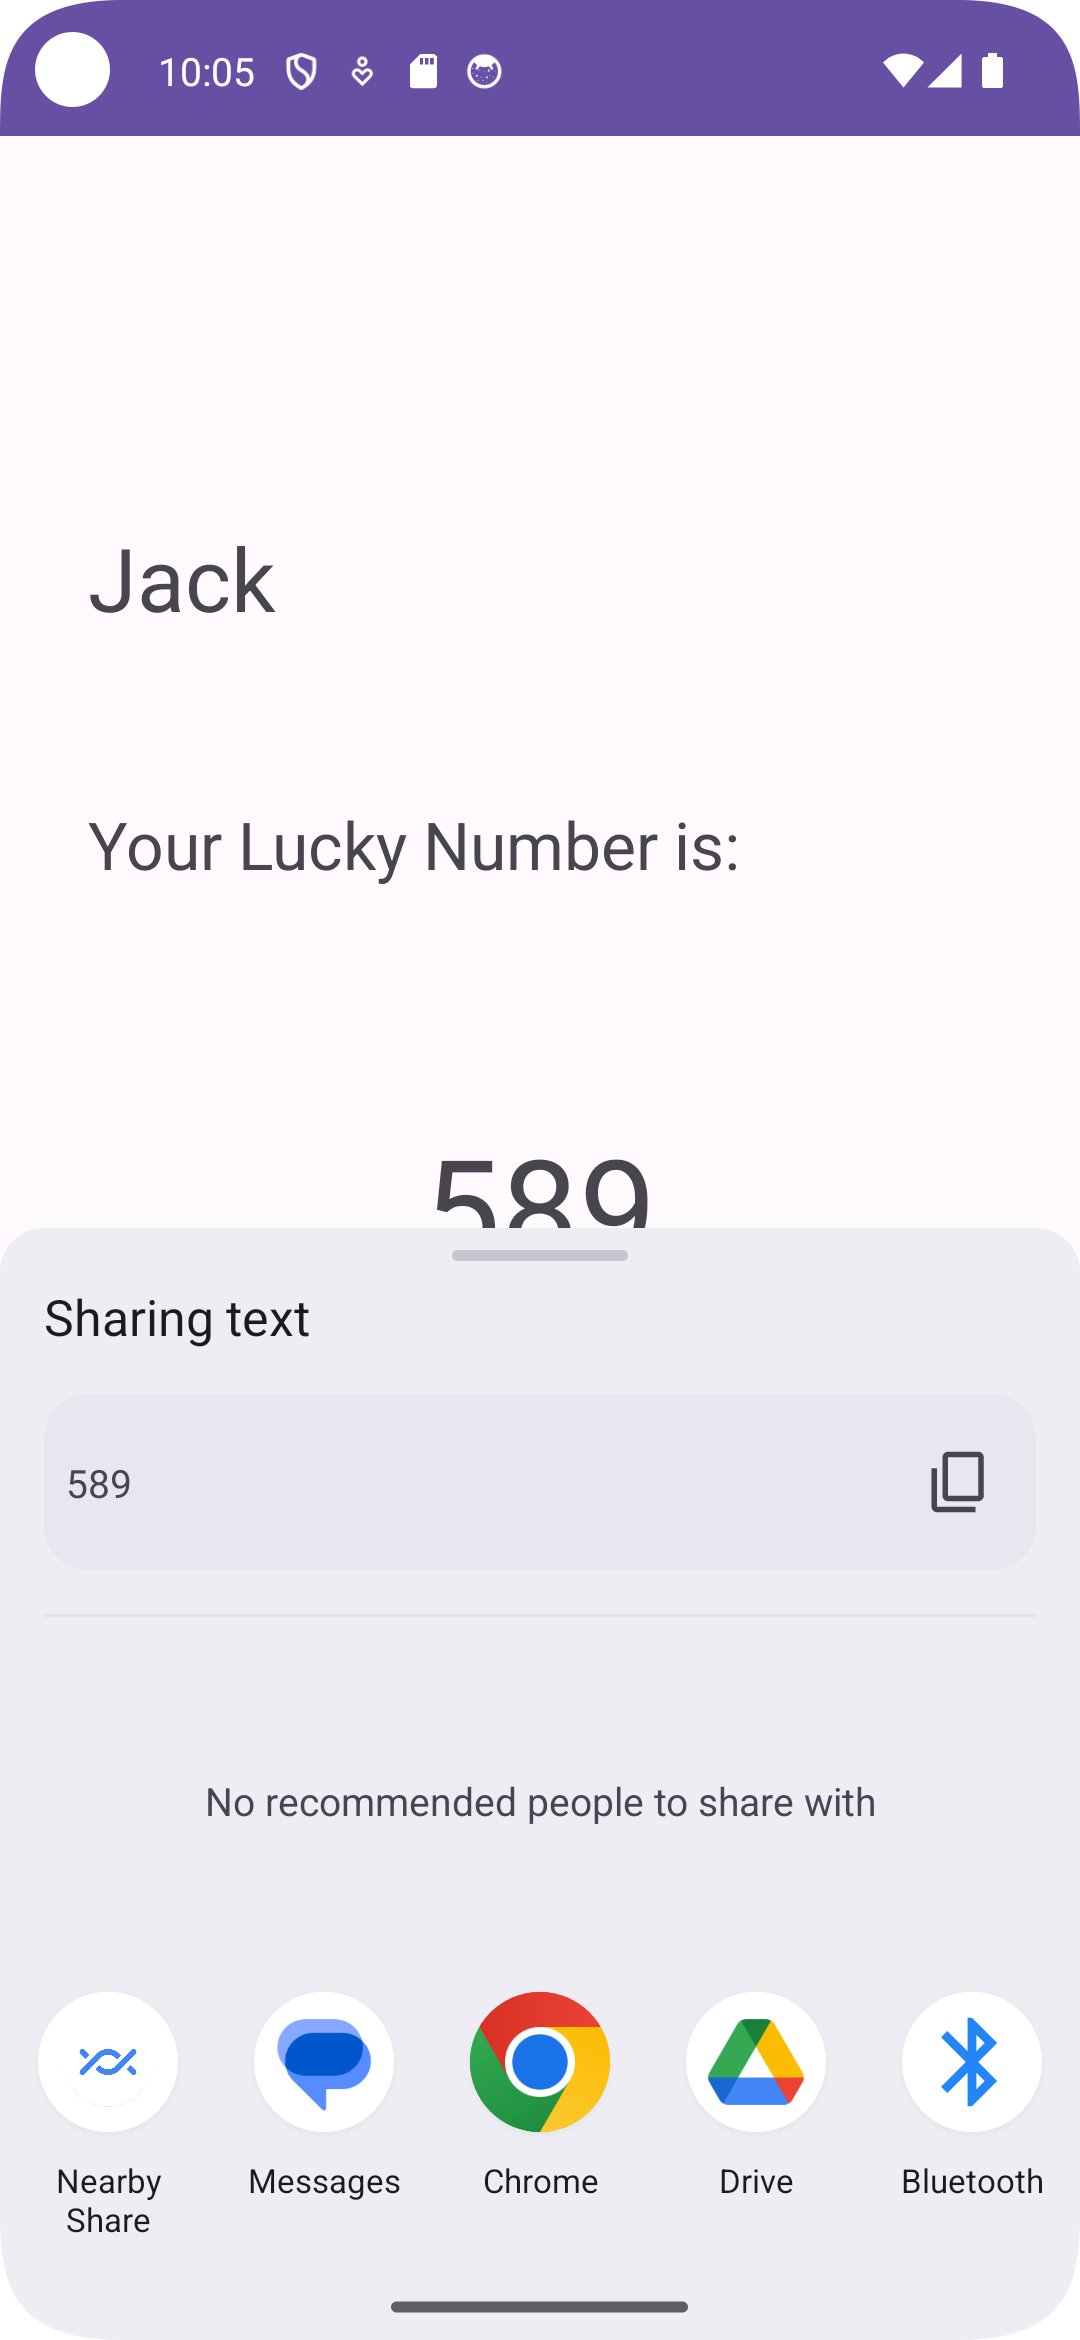 10:05
Jack
Your Lucky Number is:
589
Sharing text
589
No recommended people to share with
Nearby Share
Messages
Chrome
Drive
Bluetooth